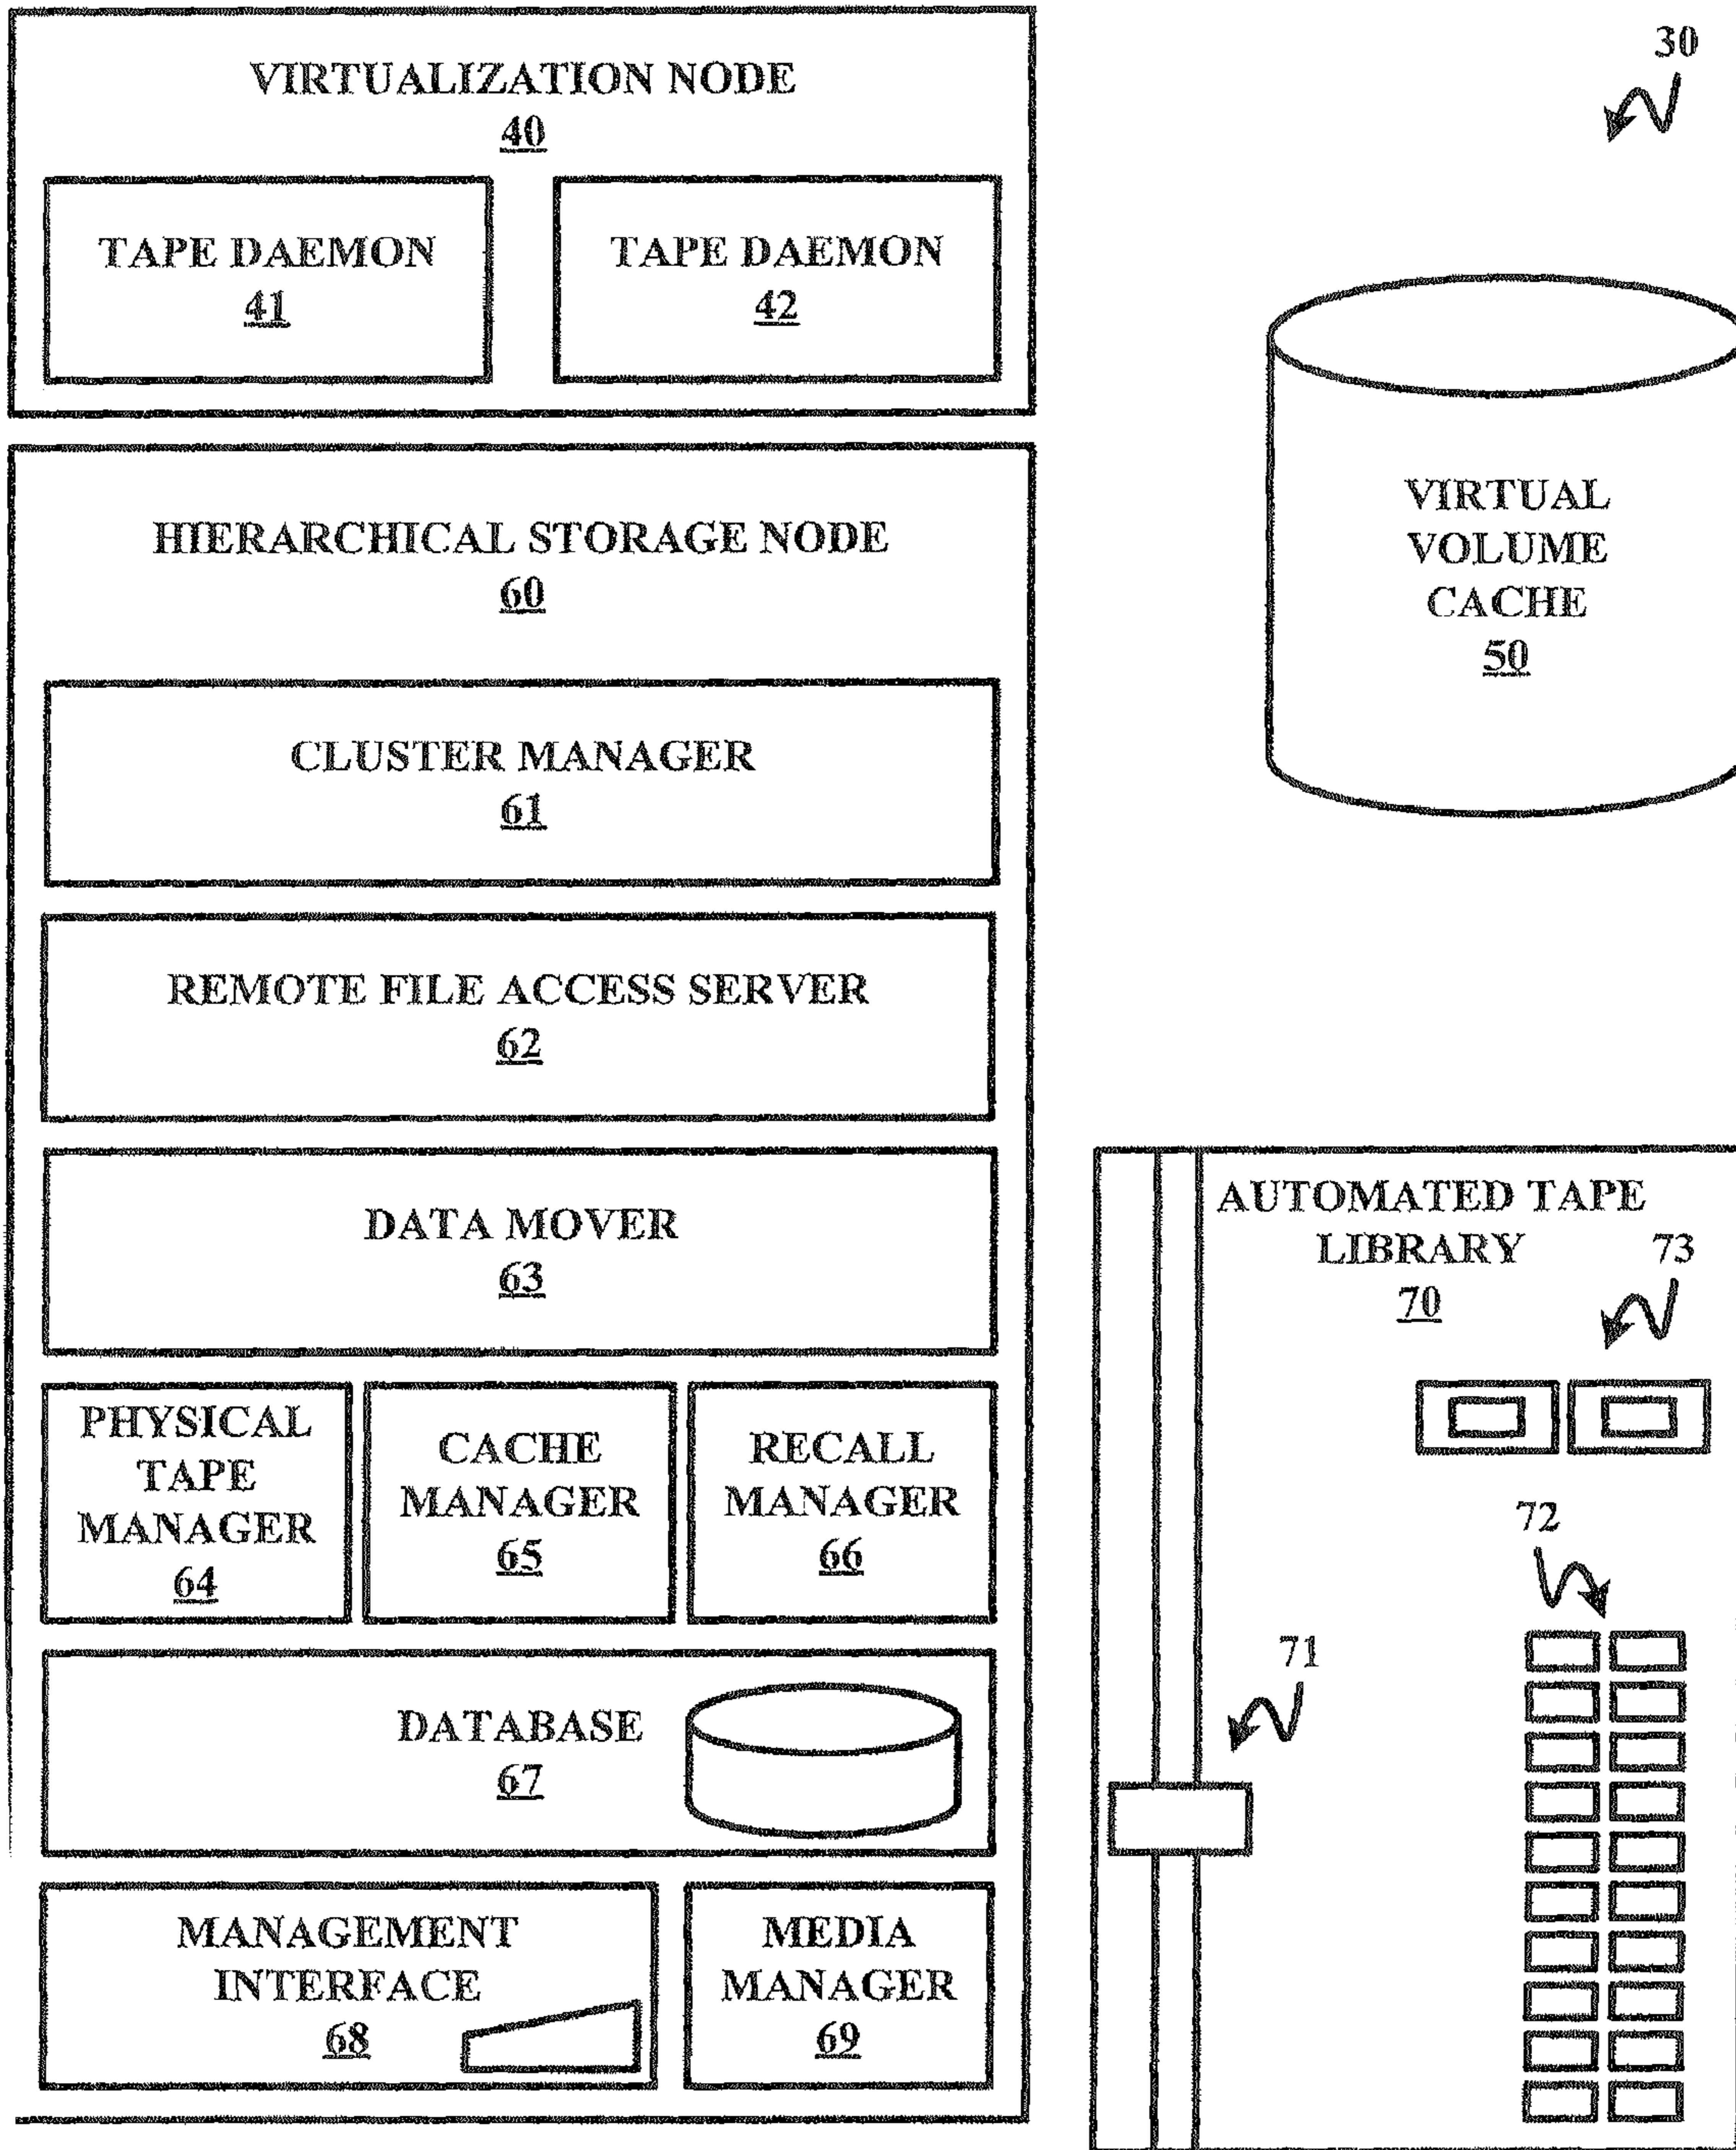 VIRTUALIZATION NODE
40
TAPE DAEMON
41
TAPE DAEMON
42
HIERARCHICAL STORAGE NODE
60
CLUSTER MANAGER
61
REMOTE FILE ACCESS SERVER
62
DATA MOVER
63
PHYSICAL
TAPE
MANAGER
64
CACHE
MANAGER
65
RECALL
MANAGER
66
DATABASE
67
MANAGEMENT
INTERFACE
68
MEDIA
MANAGER
69
30
VIRTUAL
VOLUME
CACHE
50
AUTOMATED TAPE
LIBRARY
70
73
72
71